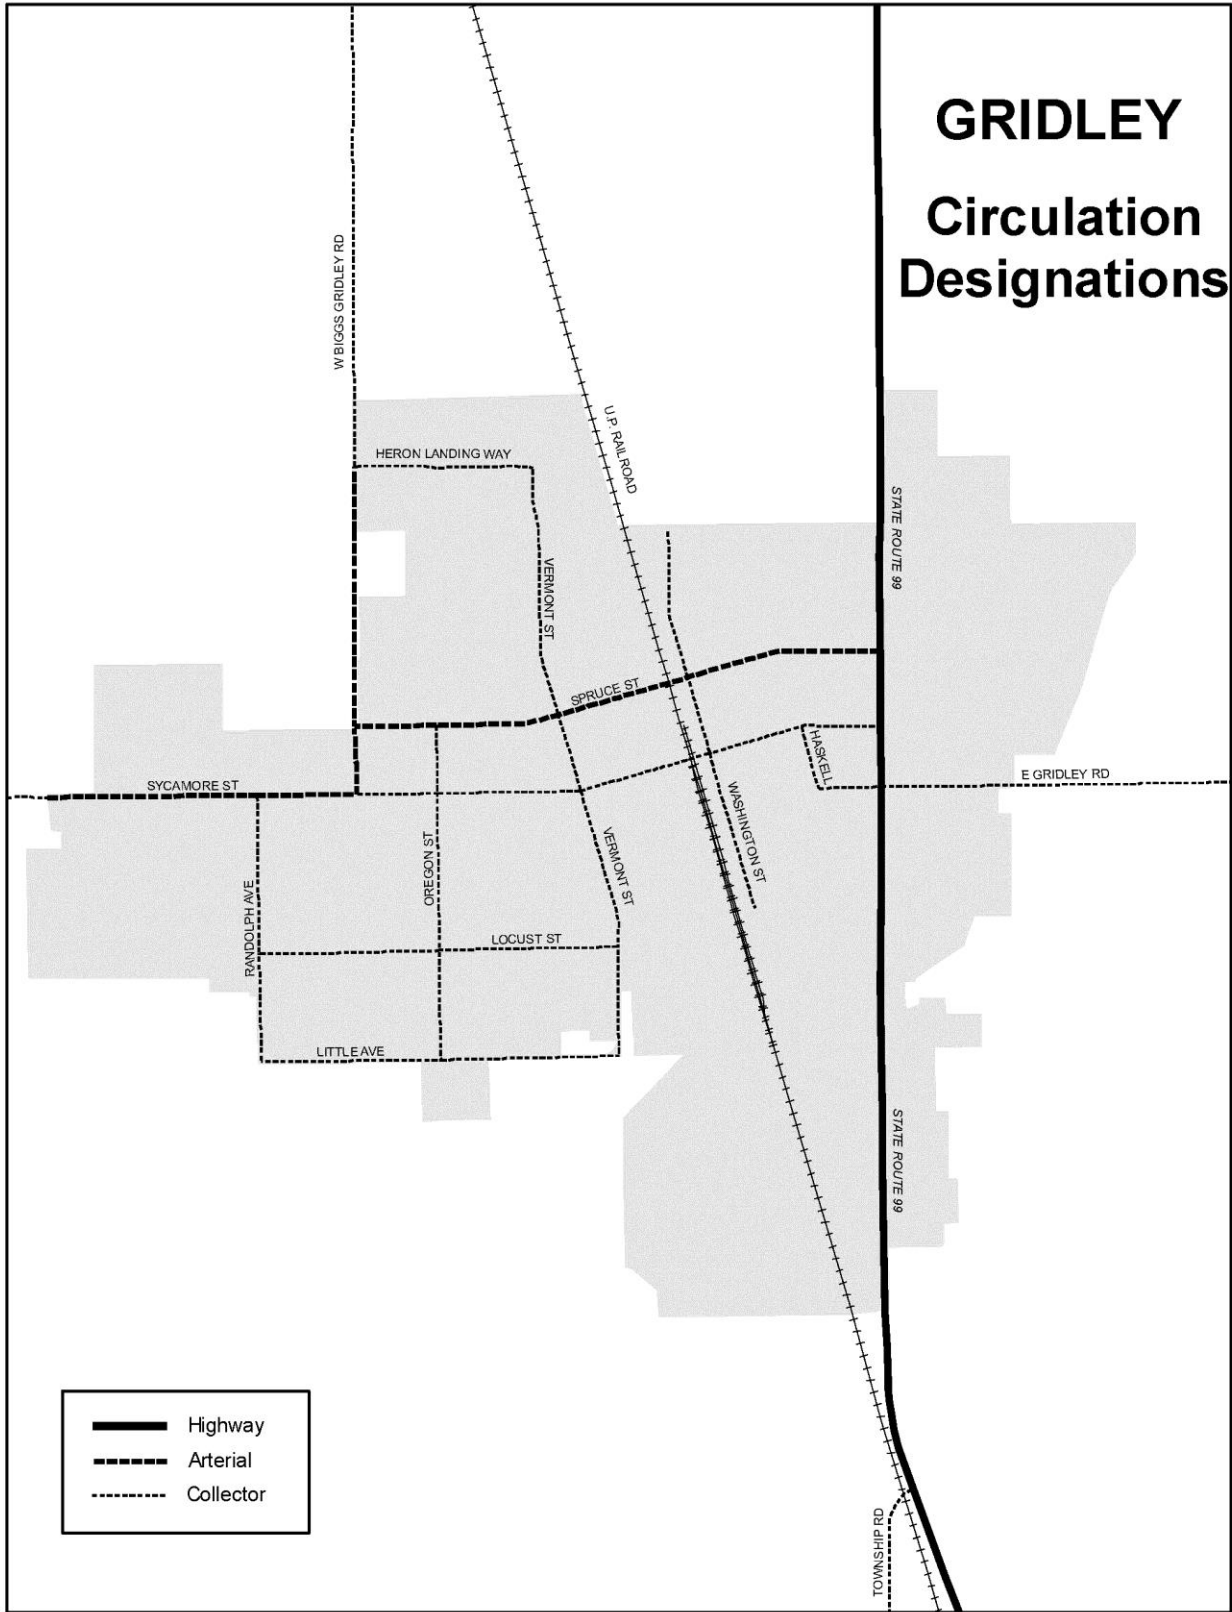 GRIDLEY
Circulation
Designations
W BIGGS GRIDLEY RD
U.P. RAILROAD
HERON LANDING WAY
STATE ROUTE 99
VERMONT ST
SPRUCE ST
HASKELL
E GRIDLEY RD
SYCAMORE ST
WASHINGTON ST
OREGON ST
VERMONT ST
RANDOLPH AVE
LOCUST ST
LITTLE AVE
STATE ROUTE 99
Highway
Arterial
Collector
TOWNSHIP RD